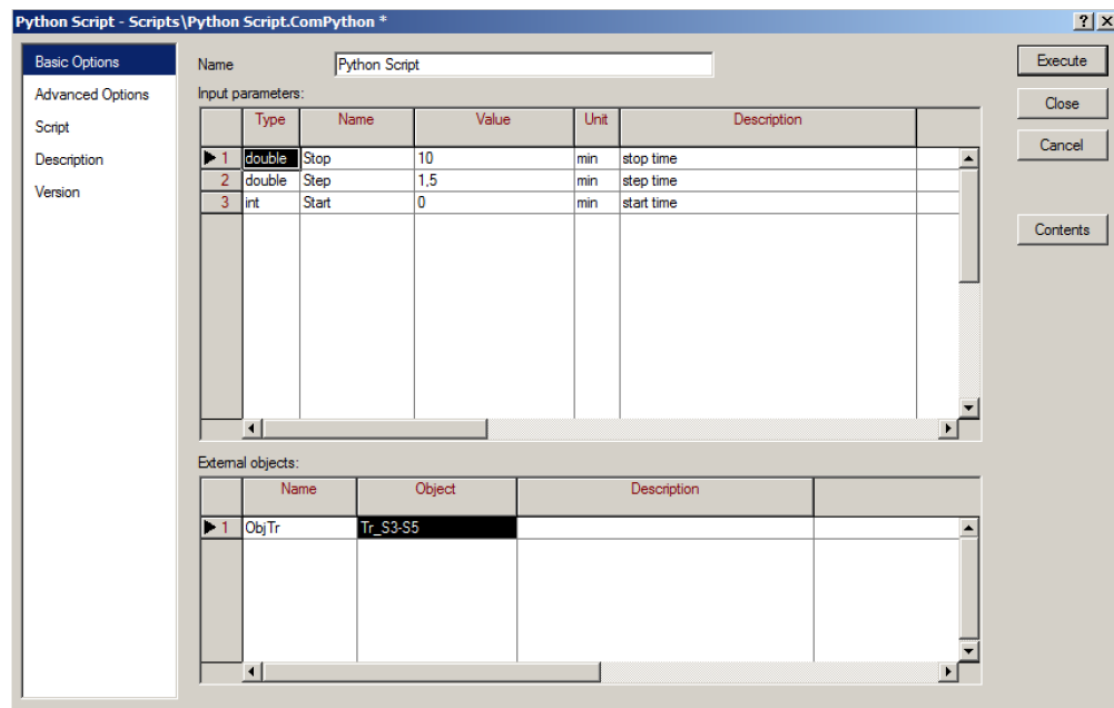 Python Script - Scripts\Python Script.ComPython *
Basic Options
Advanced Options
Script
Description
Version
Name Python Script
Input parameters:
Type Name Value Unit Description
1 double Stop 10 min stop time
2 double Step 1,5 min step time
3 int Start 0 min start time
External objects:
Name Object Description
1 ObjTr Tr_S3-S5
Execute
Close
Cancel
Contents